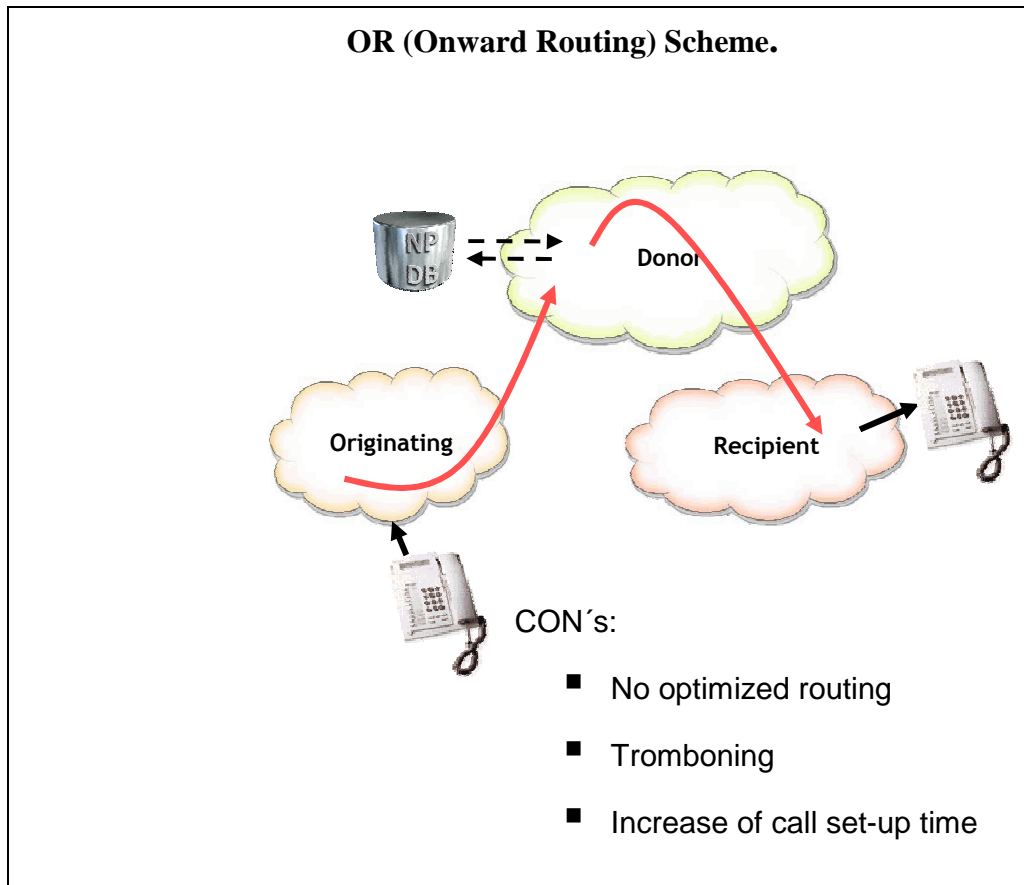 OR (Onward Routing) Scheme.
NP
DB
Donor
Originating
Recipient
CON´s:
■ No optimized routing
■ Tromboning
■ Increase of call set-up time